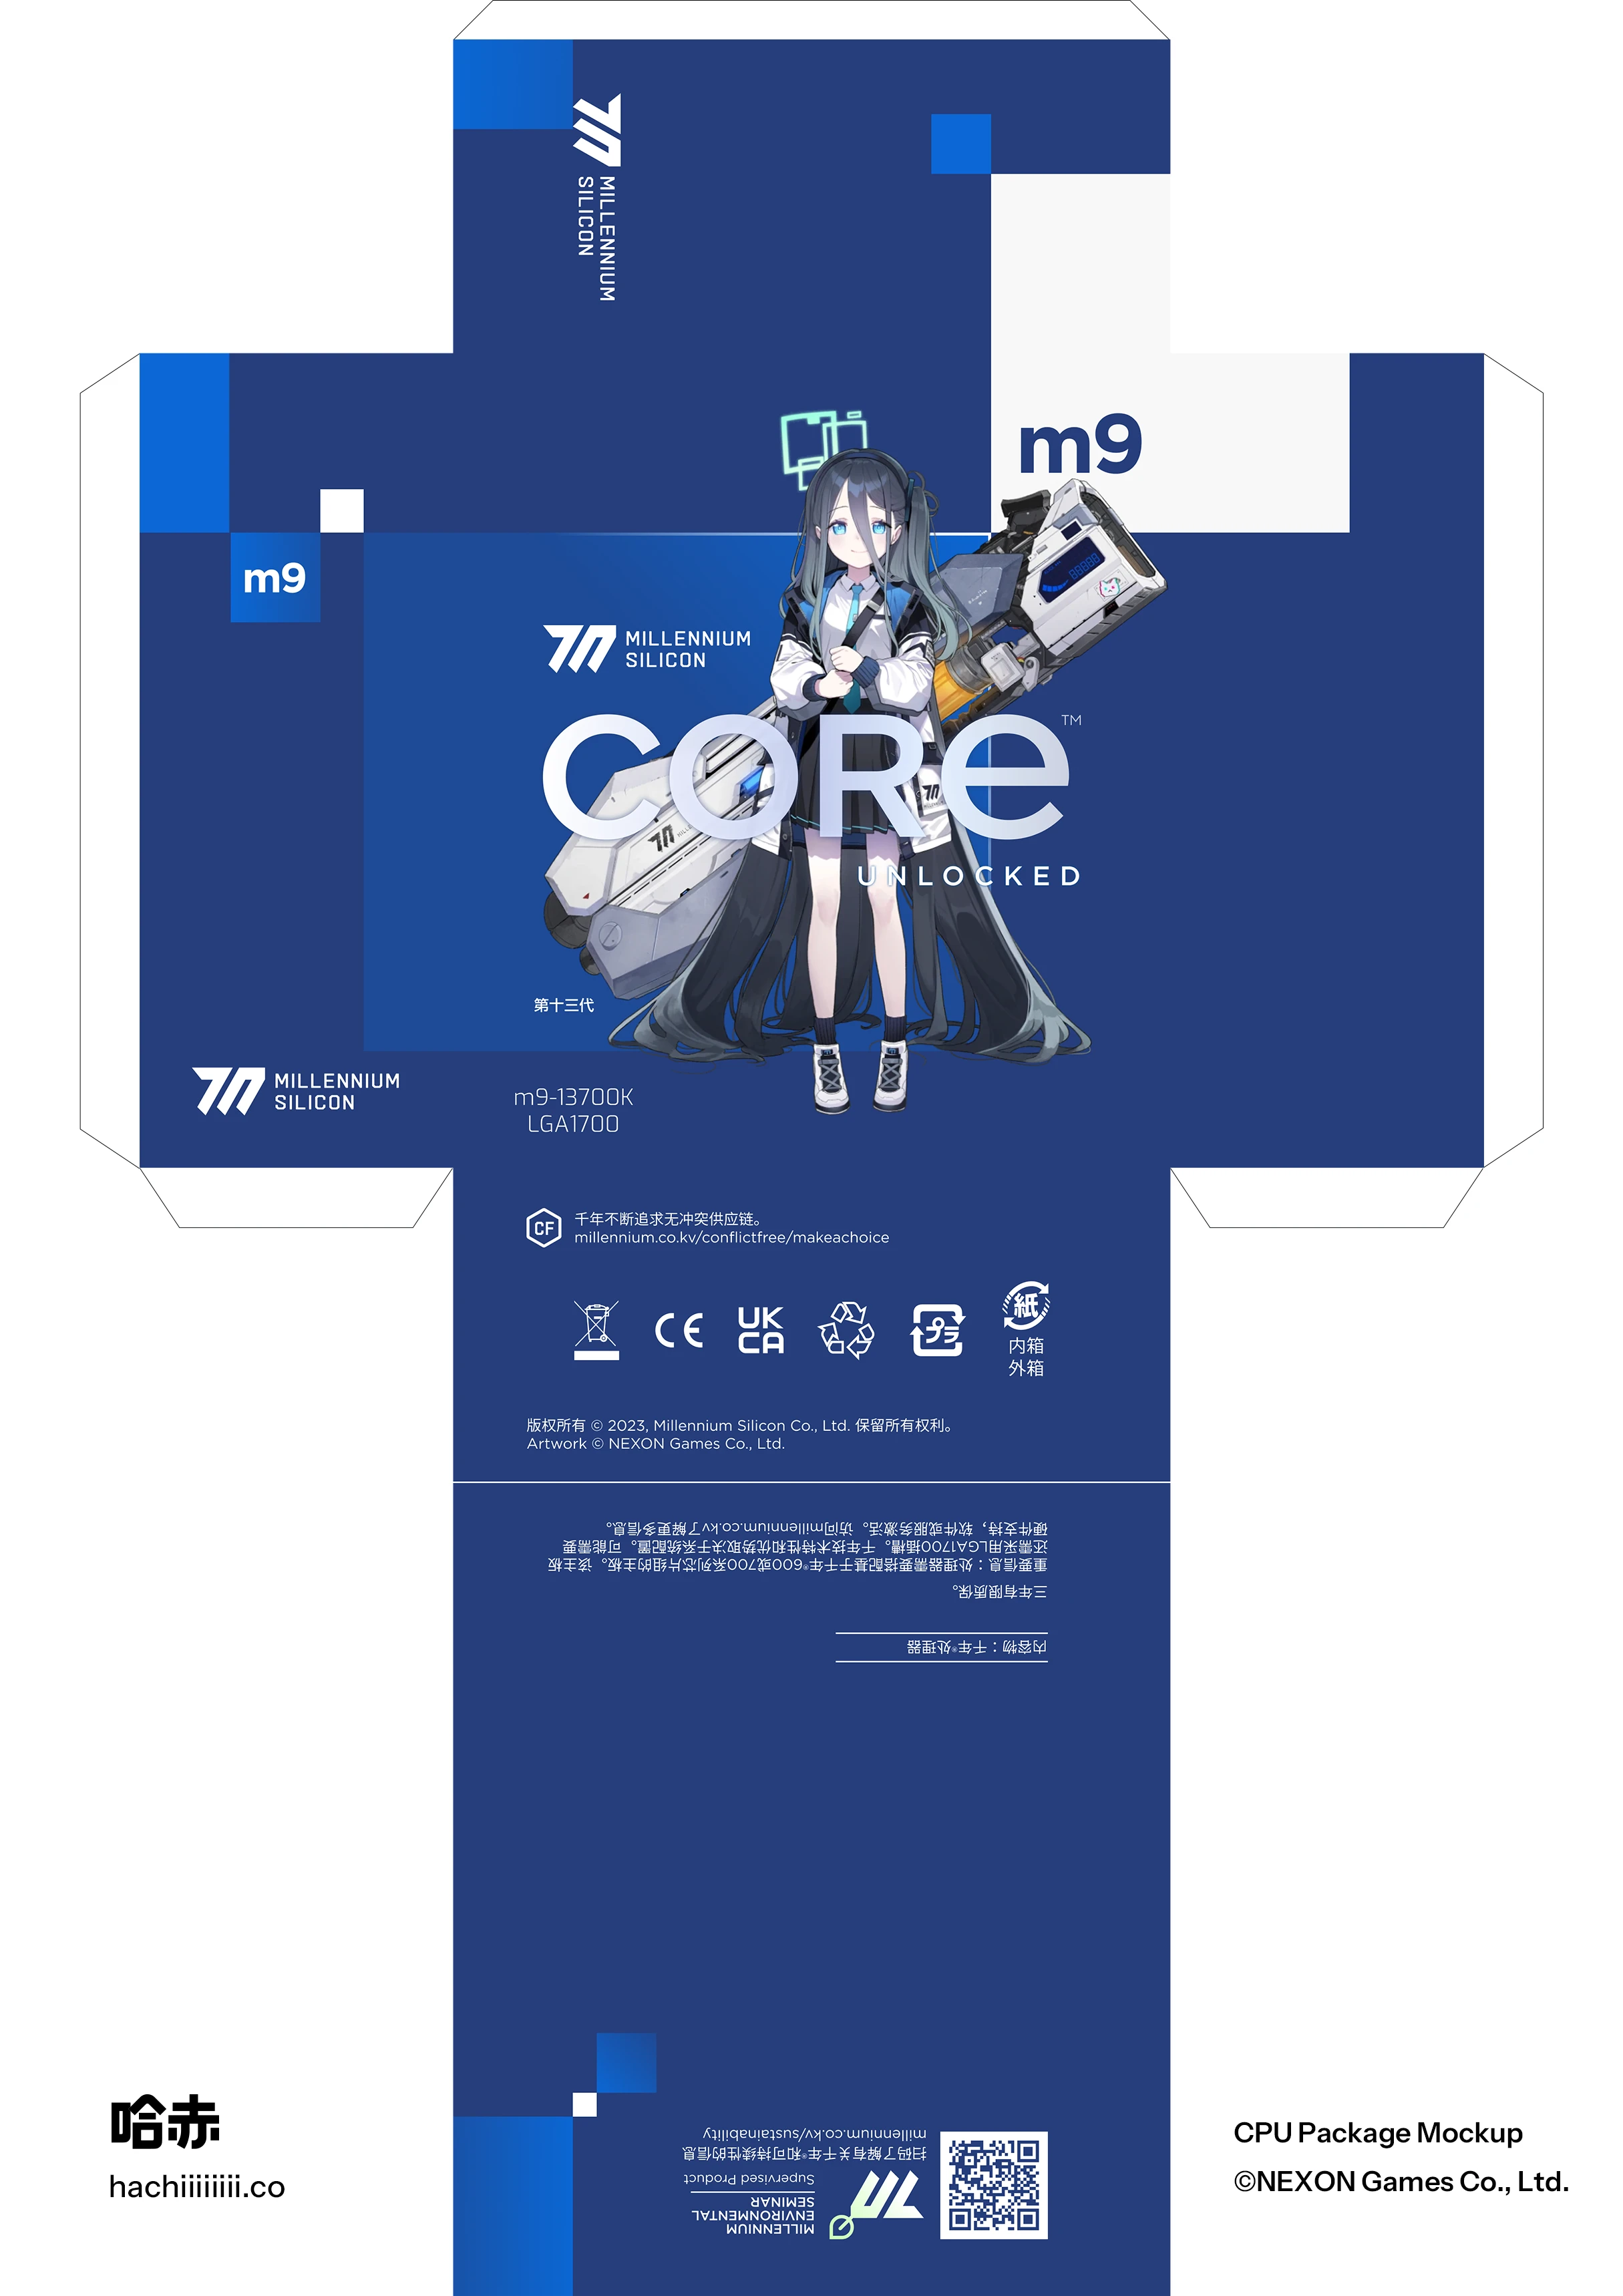 MILLENNIUM
SILICON
m9
m9
MILLENNIUM
SILICON
CORe™
UNLOCKED
第十三代
MILLENNIUM
SILICON
m9-13700K
LGA1700
CF
千年不断追求无冲突供应链。
millennium.co.kv/conflictfree/makeachoice
CE
UK
CA
プラ
紙
内箱
外箱
版权所有 © 2023, Millennium Silicon Co., Ltd. 保留所有权利。
Artwork © NEXON Games Co., Ltd.
内容物：千年®处理器
三年有限质保。
重要信息：处理器需要搭配基于千年®600或700系列芯片组的主板。该主板
还需采用LGA1700插槽。千年技术特性和优势取决于系统配置。可能需要
硬件支持，软件或服务激活。访问millennium.co.kv了解更多信息。
MILLENNIUM
ENVIRONMENTAL
SEMINAR
Supervised Product
扫码了解有关千年®和可持续性的信息
millennium.co.kv/sustainability
哈赤
hachiiiiiiii.co
CPU Package Mockup
©NEXON Games Co., Ltd.